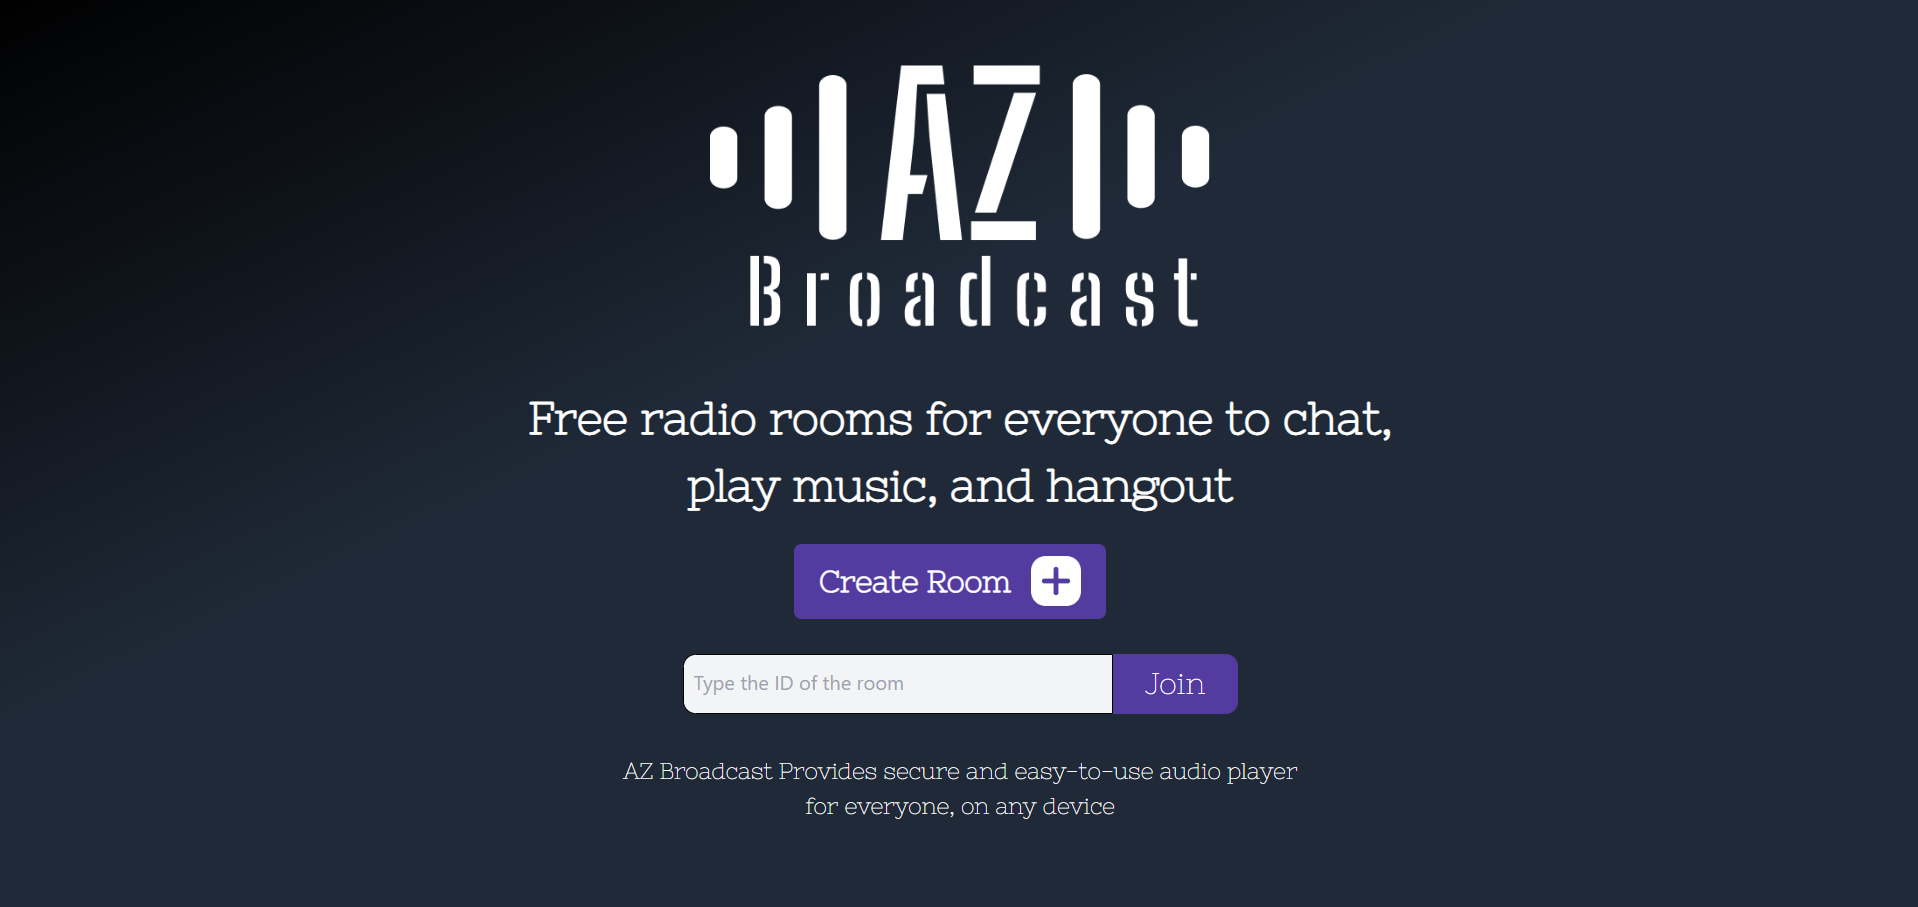 AZ
Broadcast
Free radio rooms for everyone to chat,
play music, and hangout
Create Room
Type the ID of the room
Join
AZ Broadcast Provides secure and easy-to-use audio player
for everyone, on any device